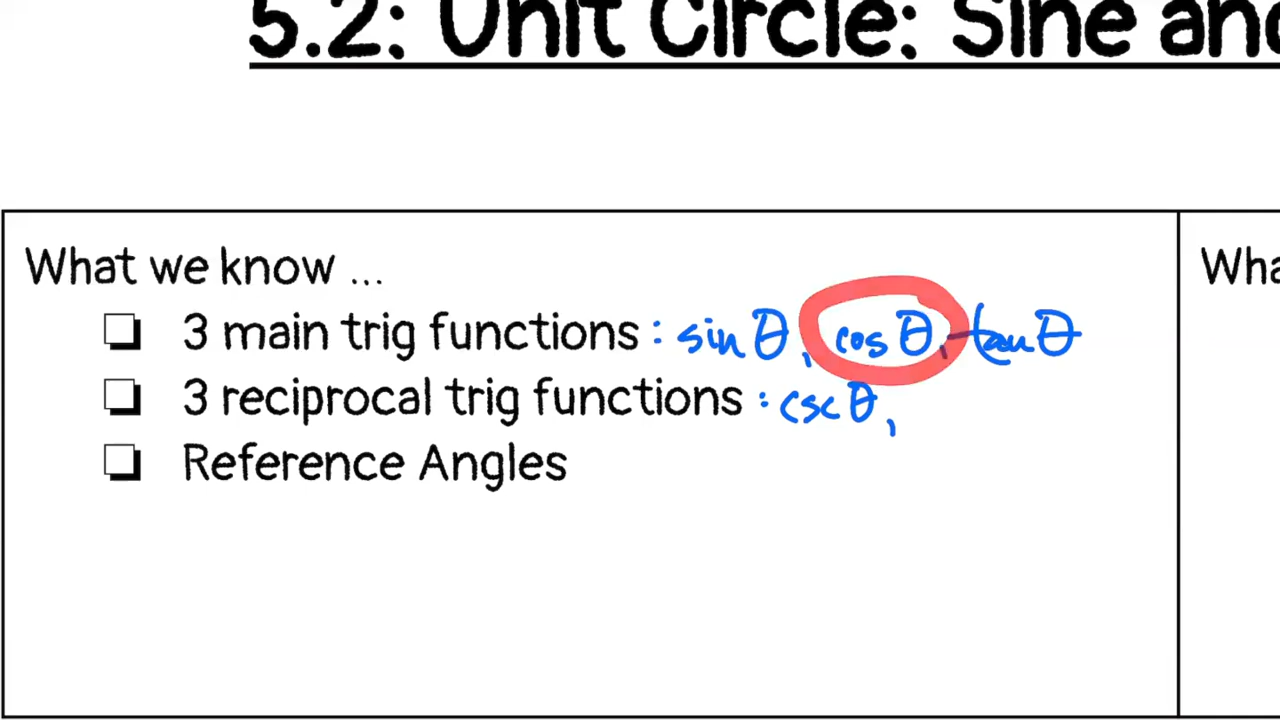 5.2: Unit Circle: Sine and
What we know ...
3 main trig functions : sin θ, cos θ, tan θ
3 reciprocal trig functions : csc θ,
Reference Angles